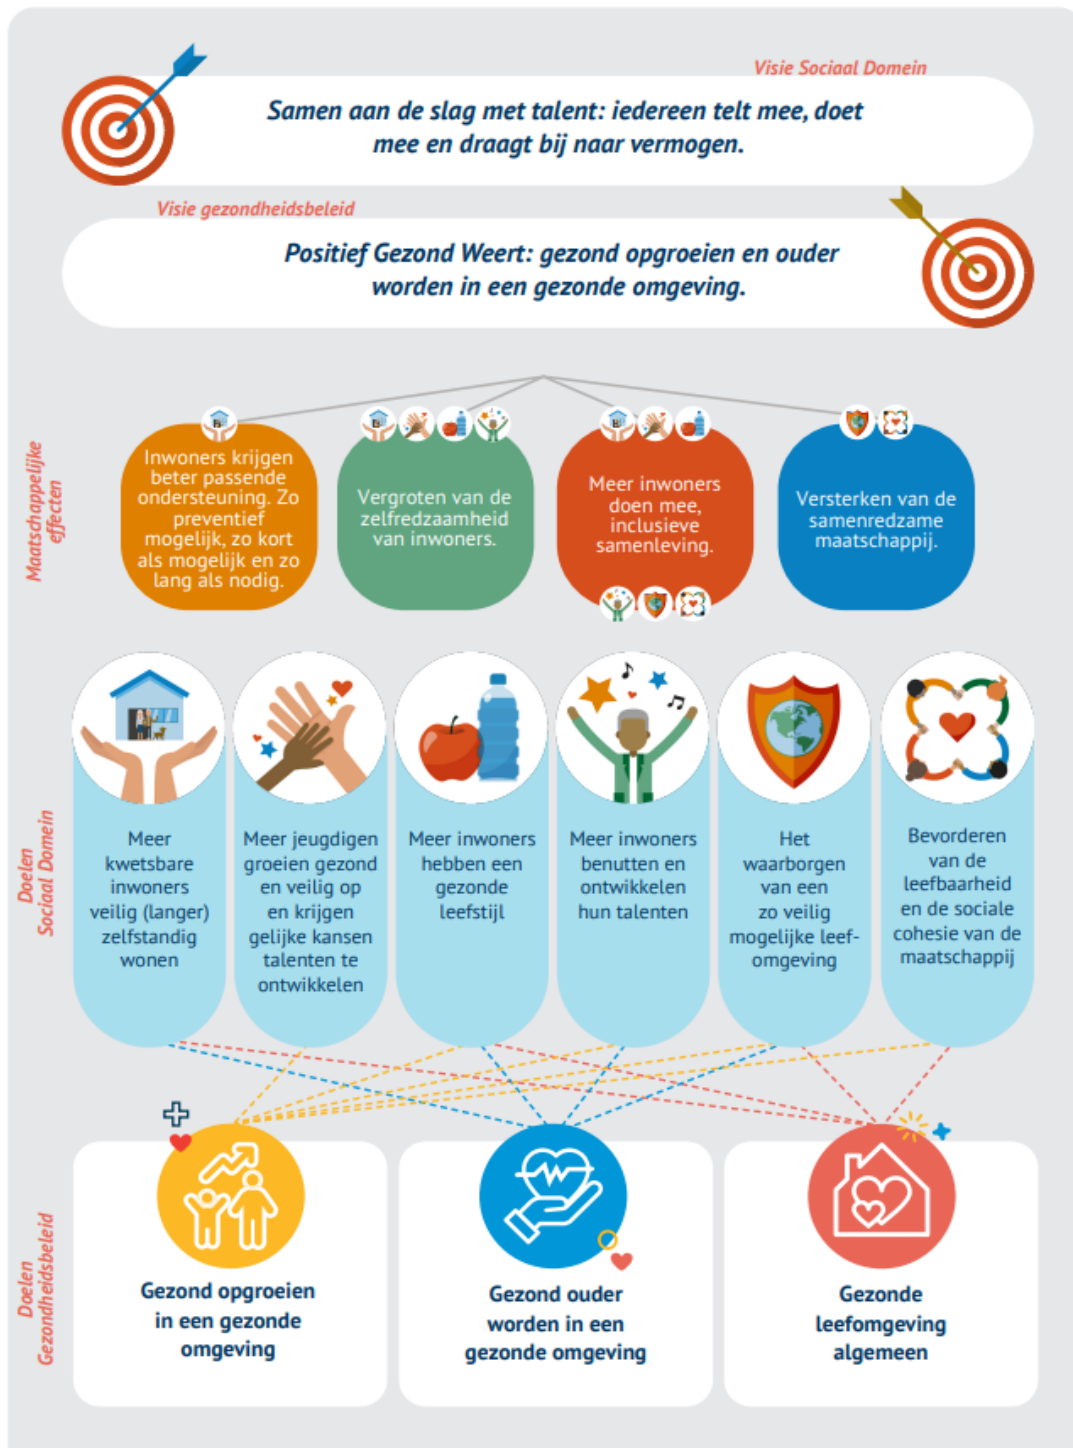 Visie Sociaal Domein
Samen aan de slag met talent: iedereen telt mee, doet
mee en draagt bij naar vermogen.
Visie gezondheidsbeleid
Positief Gezond Weert: gezond opgroeien en ouder
worden in een gezonde omgeving.
Maatschappelijke
effecten
Inwoners krijgen
beter passende
ondersteuning. Zo
preventief
mogelijk, zo kort
als mogelijk en zo
lang als nodig.
Vergroten van de
zelfredzaamheid
van inwoners.
Meer inwoners
doen mee,
inclusieve
samenleving.
Versterken van de
samenredzame
maatschappij.
Doelen
Sociaal Domein
Meer
kwetsbare
inwoners
veilig (langer)
zelfstandig
wonen
Meer jeugdigen
groeien gezond
en veilig op
en krijgen
gelijke kansen
talenten te
ontwikkelen
Meer inwoners
hebben een
gezonde
leefstijl
Meer inwoners
benutten en
ontwikkelen
hun talenten
Het
waarborgen
van een
zo veilig
mogelijke leef-
omgeving
Bevorderen
van de
leefbaarheid
en de sociale
cohesie van de
maatschappij
Doelen
Gezondheidsbeleid
Gezond opgroeien
in een gezonde
omgeving
Gezond ouder
worden in een
gezonde omgeving
Gezonde
leefomgeving
algemeen